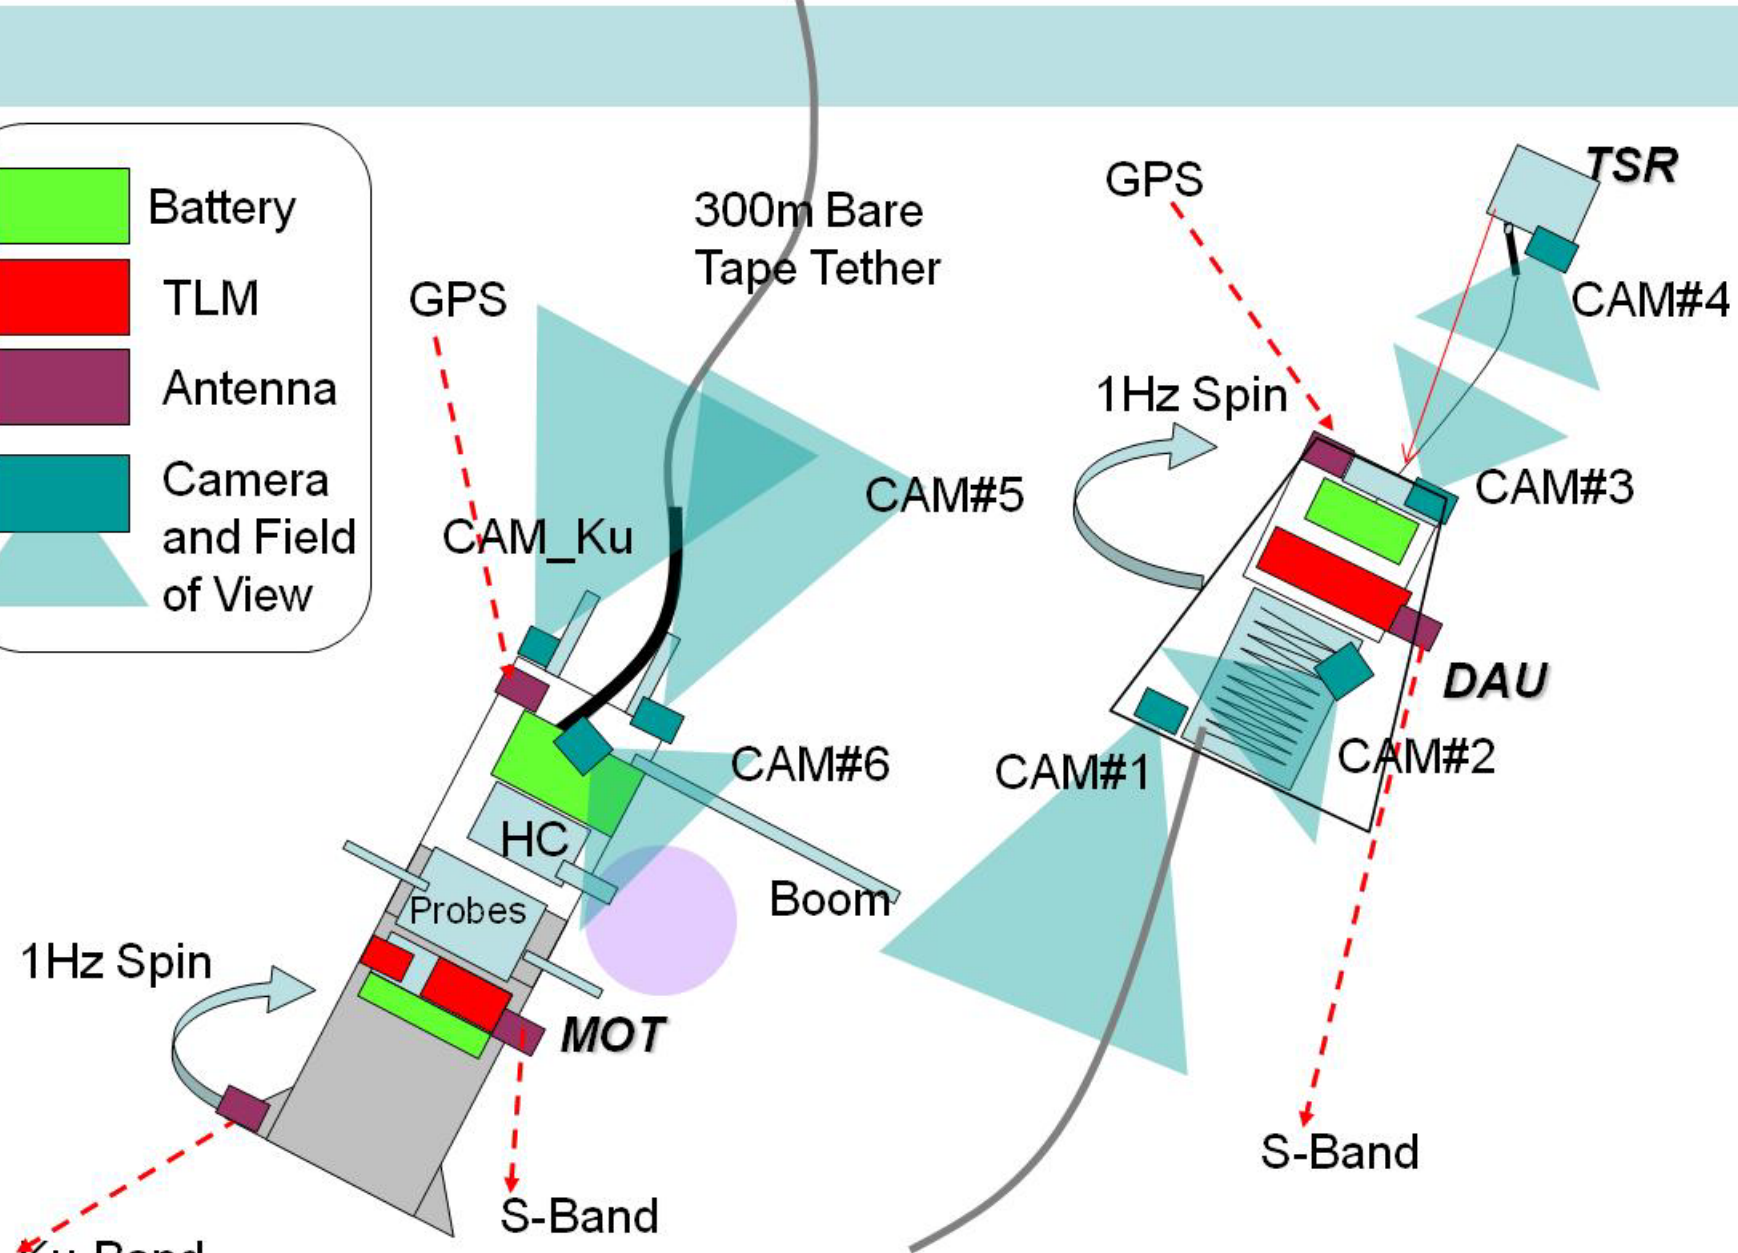 Battery
TLM
Antenna
Camera
and Field
of View
GPS
300m Bare
Tape Tether
CAM_Ku
CAM#5
CAM#6
HC
Probes
Boom
1Hz Spin
MOT
S-Band
Ku-Band
GPS
TSR
CAM#4
1Hz Spin
CAM#3
DAU
CAM#1
CAM#2
S-Band